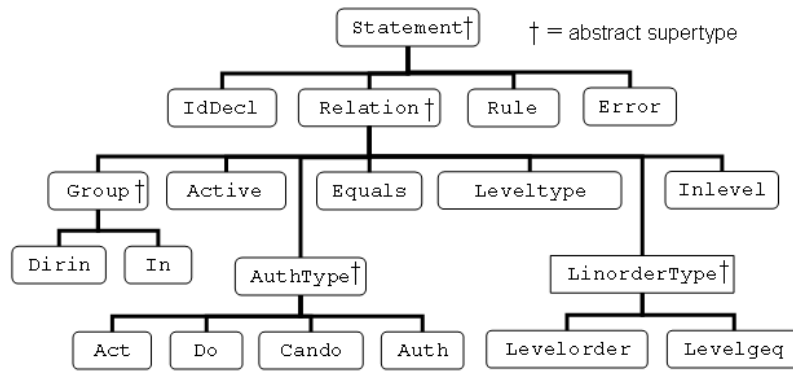 Statement†
† = abstract supertype
IdDecl
Relation†
Rule
Error
Group†
Active
Equals
Leveltype
Inlevel
Dirin
In
AuthType†
LinorderType†
Act
Do
Cando
Auth
Levelorder
Levelgeq